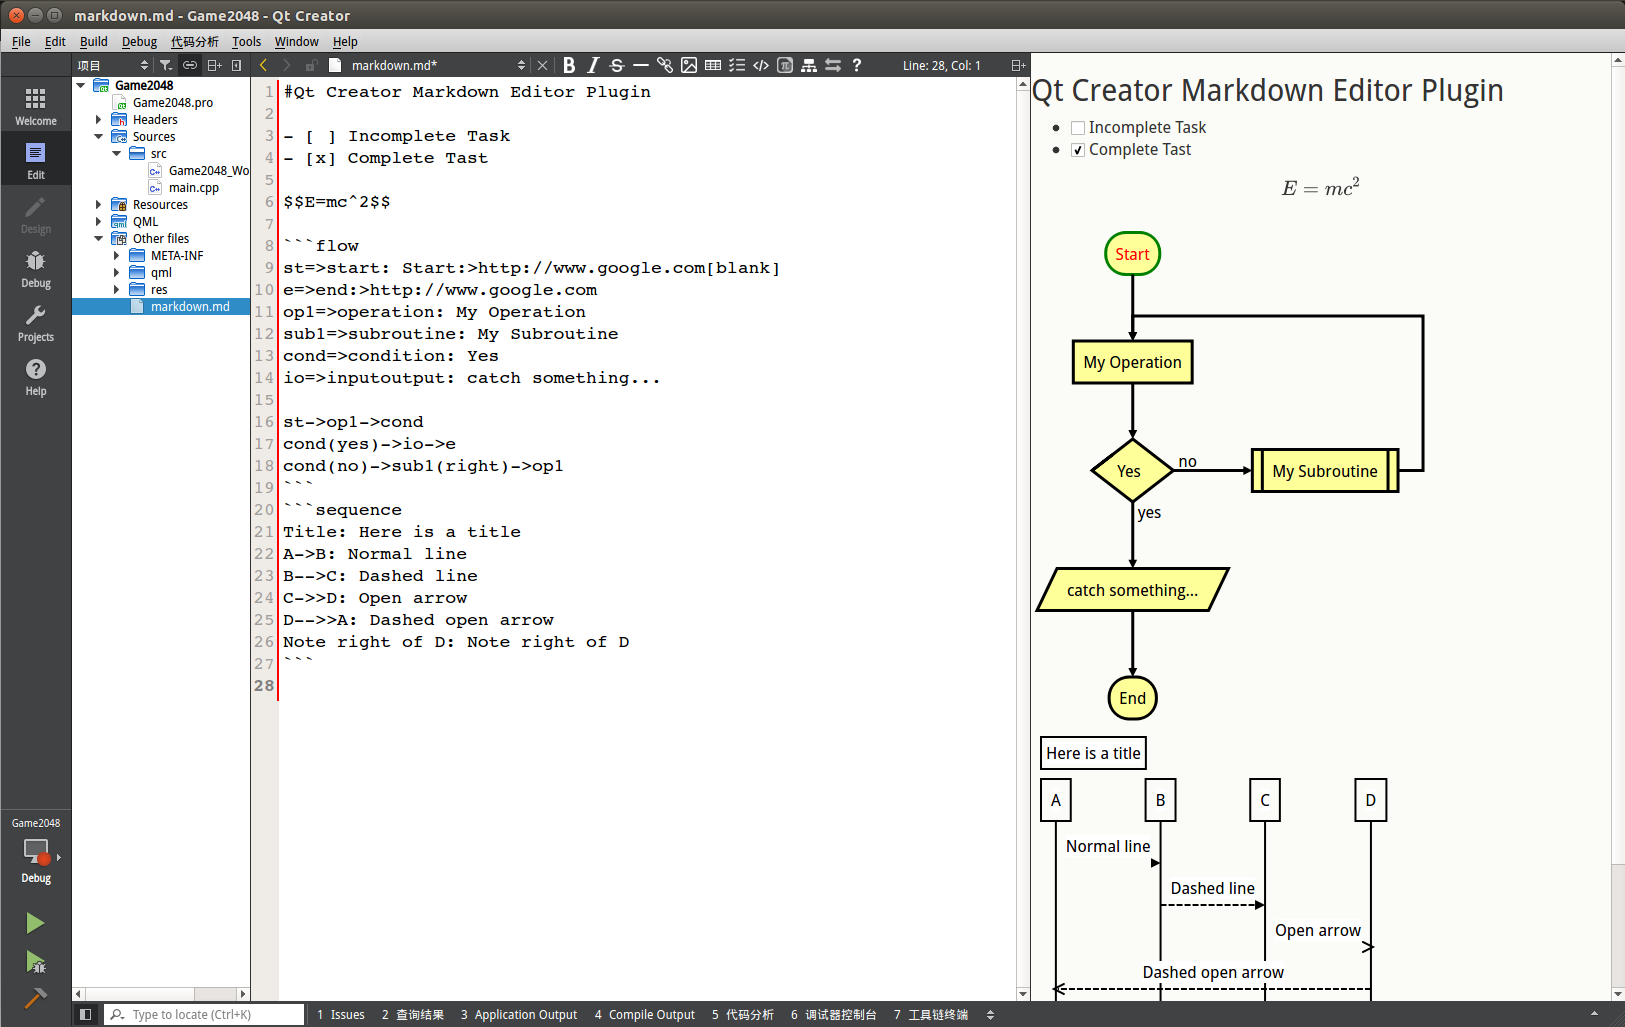 markdown.md - Game2048 - Qt Creator
File Edit Build Debug 代码分析 Tools Window Help
项目
markdown.md*
Line: 28, Col: 1
Welcome
Edit
Design
Debug
Projects
Help
Game2048
Debug
Game2048
Game2048.pro
Headers
Sources
src
Game2048_Wo
main.cpp
Resources
QML
Other files
META-INF
qml
res
markdown.md
1 #Qt Creator Markdown Editor Plugin
2
3 - [ ] Incomplete Task
4 - [x] Complete Tast
5
6 $$E=mc^2$$
7
8 ```flow
9 st=>start: Start:>http://www.google.com[blank]
10 e=>end:>http://www.google.com
11 op1=>operation: My Operation
12 sub1=>subroutine: My Subroutine
13 cond=>condition: Yes
14 io=>inputoutput: catch something...
15
16 st->op1->cond
17 cond(yes)->io->e
18 cond(no)->sub1(right)->op1
19 ```
20 ```sequence
21 Title: Here is a title
22 A->B: Normal line
23 B-->C: Dashed line
24 C->>D: Open arrow
25 D-->>A: Dashed open arrow
26 Note right of D: Note right of D
27 ```
28
Qt Creator Markdown Editor Plugin
Incomplete Task
Complete Tast
E = mc²
Start
My Operation
Yes
no
My Subroutine
yes
catch something...
End
Here is a title
A B C D
Normal line
Dashed line
Open arrow
Dashed open arrow
Type to locate (Ctrl+K)
1 Issues 2 查询结果 3 Application Output 4 Compile Output 5 代码分析 6 调试器控制台 7 工具链终端